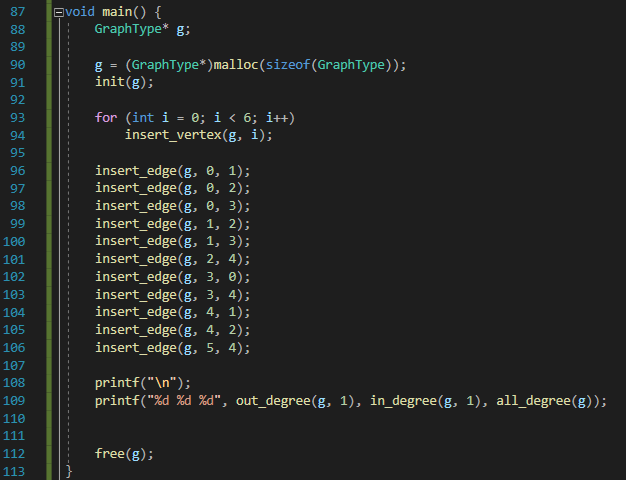 87 void main() {
88 GraphType* g;
89
90 g = (GraphType*)malloc(sizeof(GraphType));
91 init(g);
92
93 for (int i = 0; i < 6; i++)
94 insert_vertex(g, i);
95
96 insert_edge(g, 0, 1);
97 insert_edge(g, 0, 2);
98 insert_edge(g, 0, 3);
99 insert_edge(g, 1, 2);
100 insert_edge(g, 1, 3);
101 insert_edge(g, 2, 4);
102 insert_edge(g, 3, 0);
103 insert_edge(g, 3, 4);
104 insert_edge(g, 4, 1);
105 insert_edge(g, 4, 2);
106 insert_edge(g, 5, 4);
107
108 printf("\n");
109 printf("%d %d %d", out_degree(g, 1), in_degree(g, 1), all_degree(g));
110
111
112 free(g);
113 }